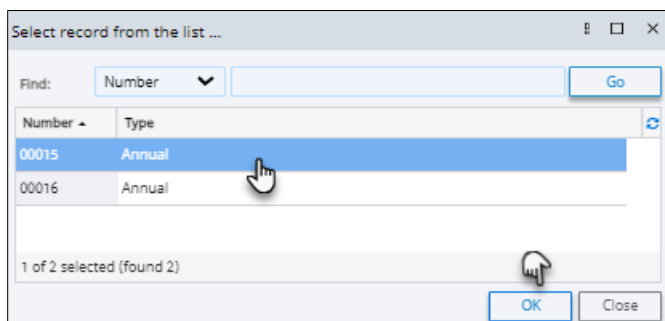 Select record from the list ...
Find: Number Go
Number Type
00015 Annual
00016 Annual
1 of 2 selected (found 2)
OK Close